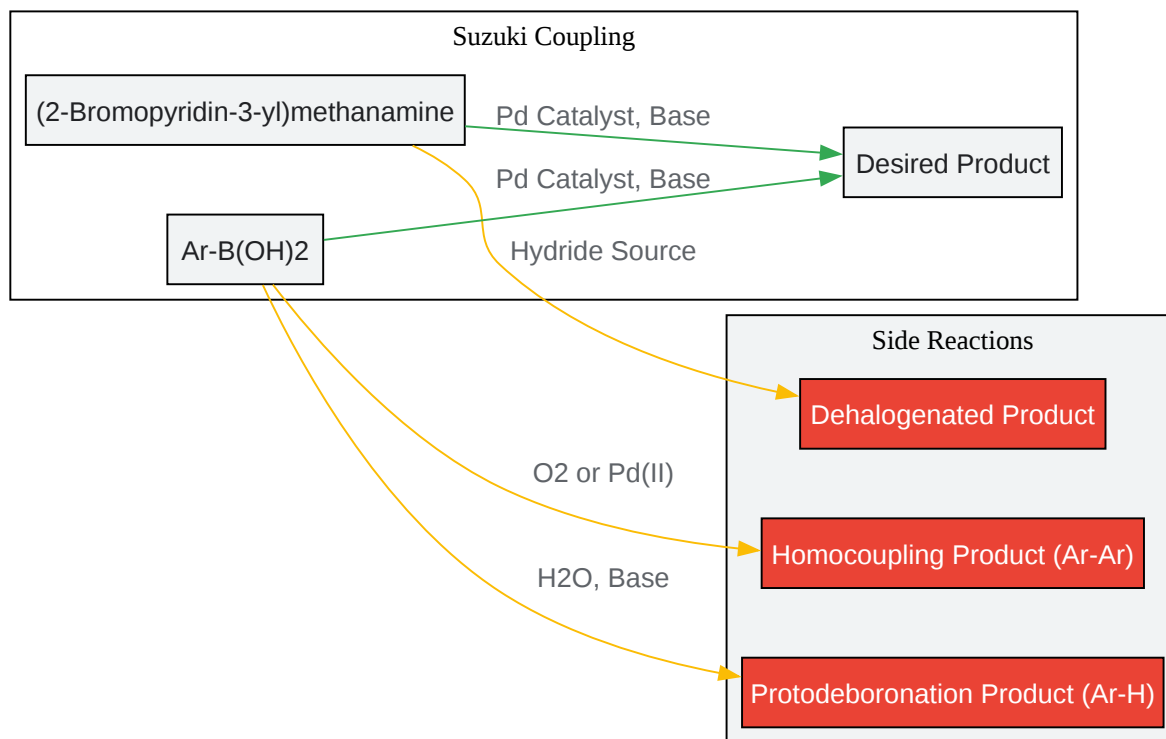 Suzuki Coupling
(2-Bromopyridin-3-yl)methanamine
Pd Catalyst, Base
Desired Product
Pd Catalyst, Base
Ar-B(OH)2
Hydride Source
Side Reactions
Dehalogenated Product
O2 or Pd(II)
Homocoupling Product (Ar-Ar)
H2O, Base
Protodeboronation Product (Ar-H)